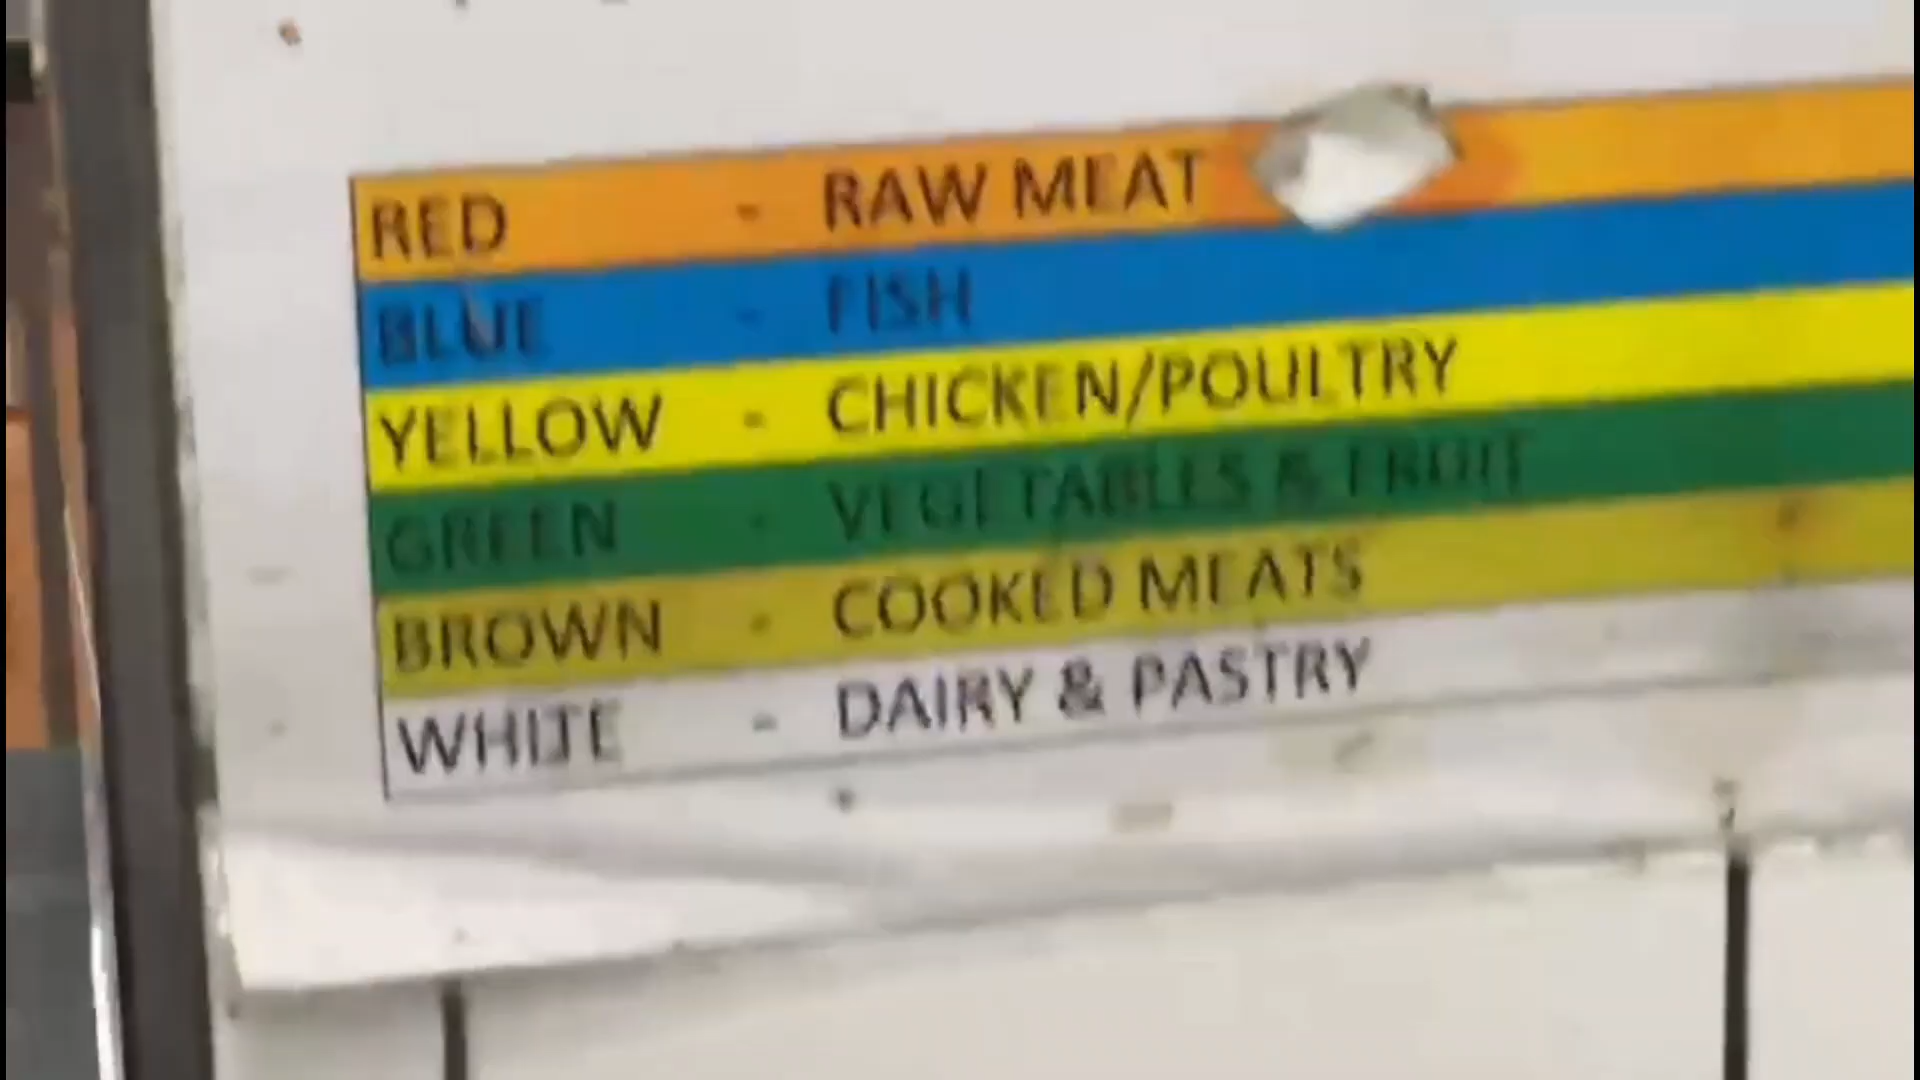 RED - RAW MEAT
BLUE - FISH
YELLOW - CHICKEN/POULTRY
GREEN - VEGETABLES & FRUIT
BROWN - COOKED MEATS
WHITE - DAIRY & PASTRY